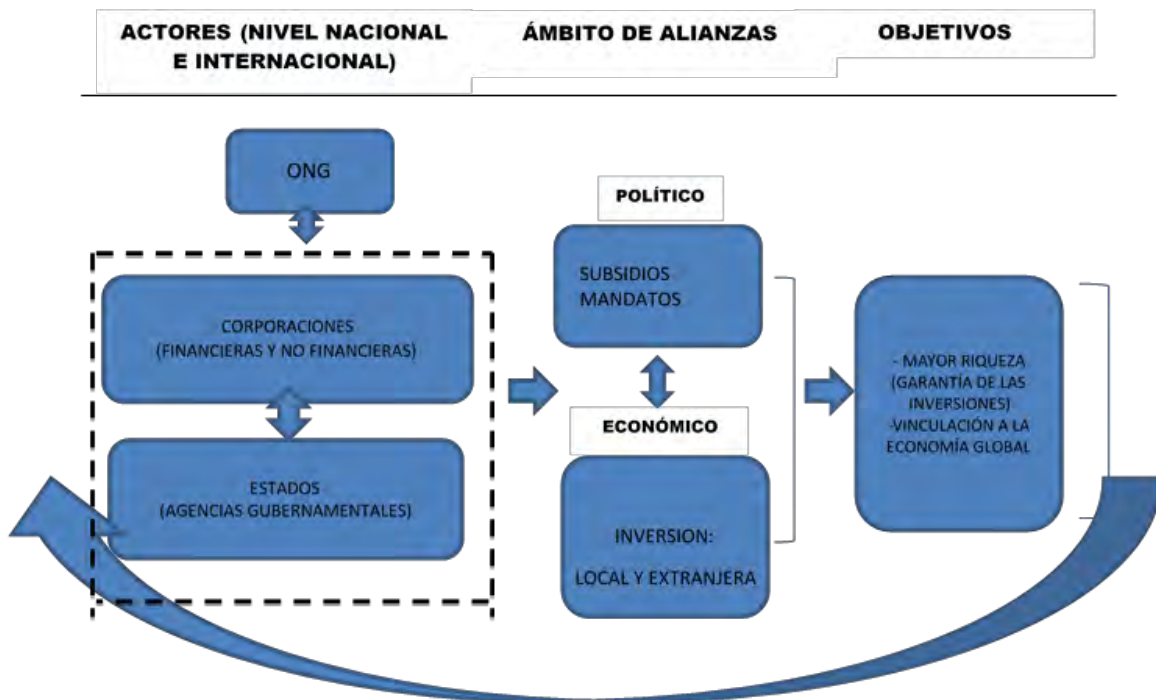 ACTORES (NIVEL NACIONAL
E INTERNACIONAL)
ÁMBITO DE ALIANZAS
OBJETIVOS
ONG
CORPORACIONES
(FINANCIERAS Y NO FINANCIERAS)
ESTADOS
(AGENCIAS GUBERNAMENTALES)
POLÍTICO
SUBSIDIOS
MANDATOS
ECONÓMICO
INVERSION:
LOCAL Y EXTRANJERA
- MAYOR RIQUEZA
(GARANTÍA DE LAS
INVERSIONES)
-VINCULACIÓN A LA
ECONOMÍA GLOBAL